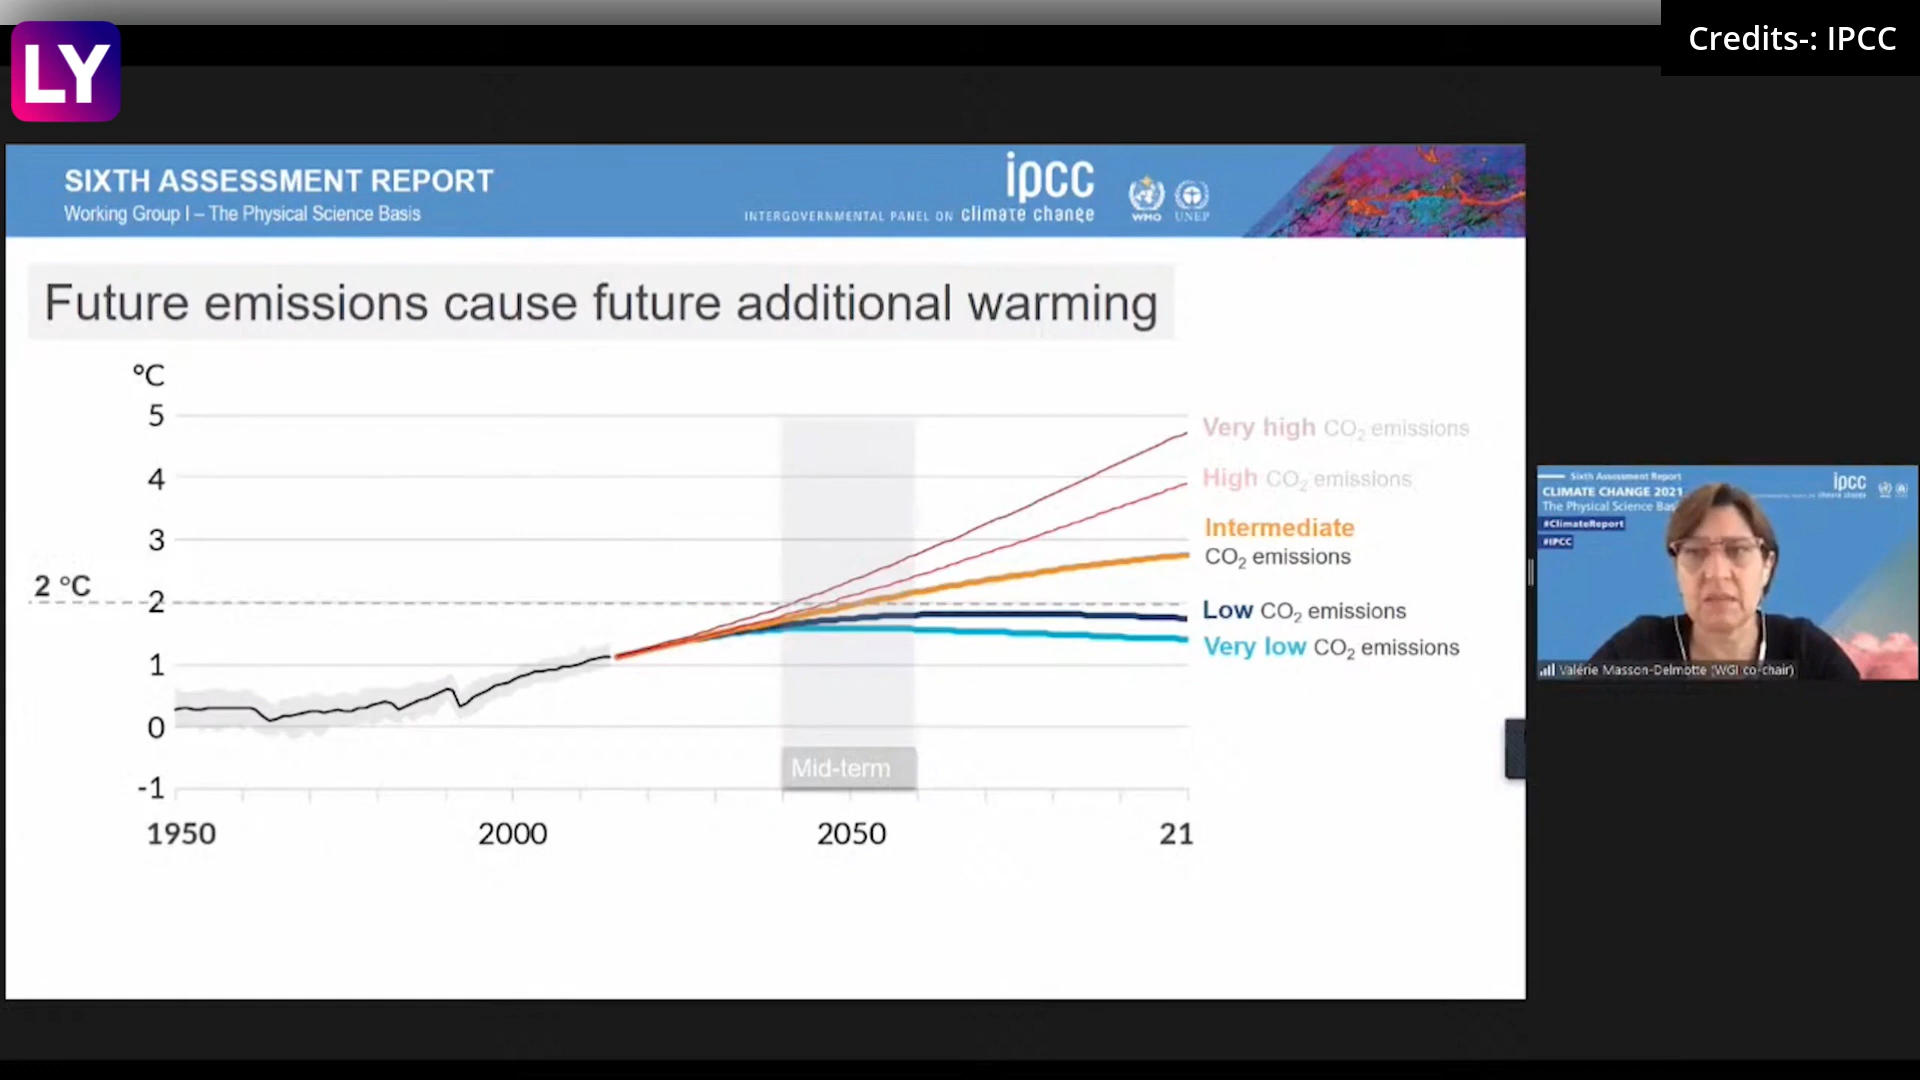 LY
Credits-: IPCC
SIXTH ASSESSMENT REPORT
Working Group I – The Physical Science Basis
ipcc
INTERGOVERNMENTAL PANEL ON climate change
WMO
UNEP
Future emissions cause future additional warming
°C
5
4
3
2 °C
2
1
0
-1
1950
2000
2050
21
Mid-term
Very high CO₂ emissions
High CO₂ emissions
Intermediate
CO₂ emissions
Low CO₂ emissions
Very low CO₂ emissions
Sixth Assessment Report
ipcc
CLIMATE CHANGE 2021
The Physical Science Bas
#ClimateReport
#IPCC
Valérie Masson-Delmotte (WGI co-chair)